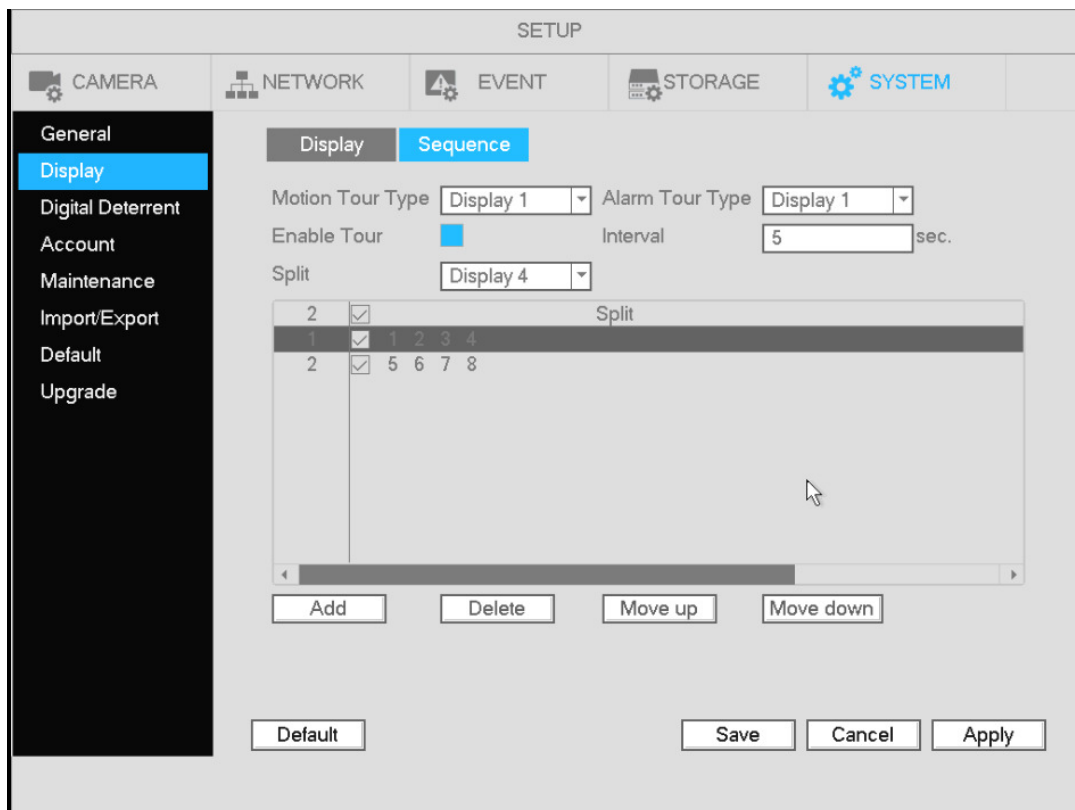 SETUP
CAMERA NETWORK EVENT STORAGE SYSTEM
General
Display
Digital Deterrent
Account
Maintenance
Import/Export
Default
Upgrade
Display Sequence
Motion Tour Type Display 1 Alarm Tour Type Display 1
Enable Tour Interval 5 sec.
Split Display 4
2 Split
1 1 2 3 4
2 5 6 7 8
Add Delete Move up Move down
Default Save Cancel Apply